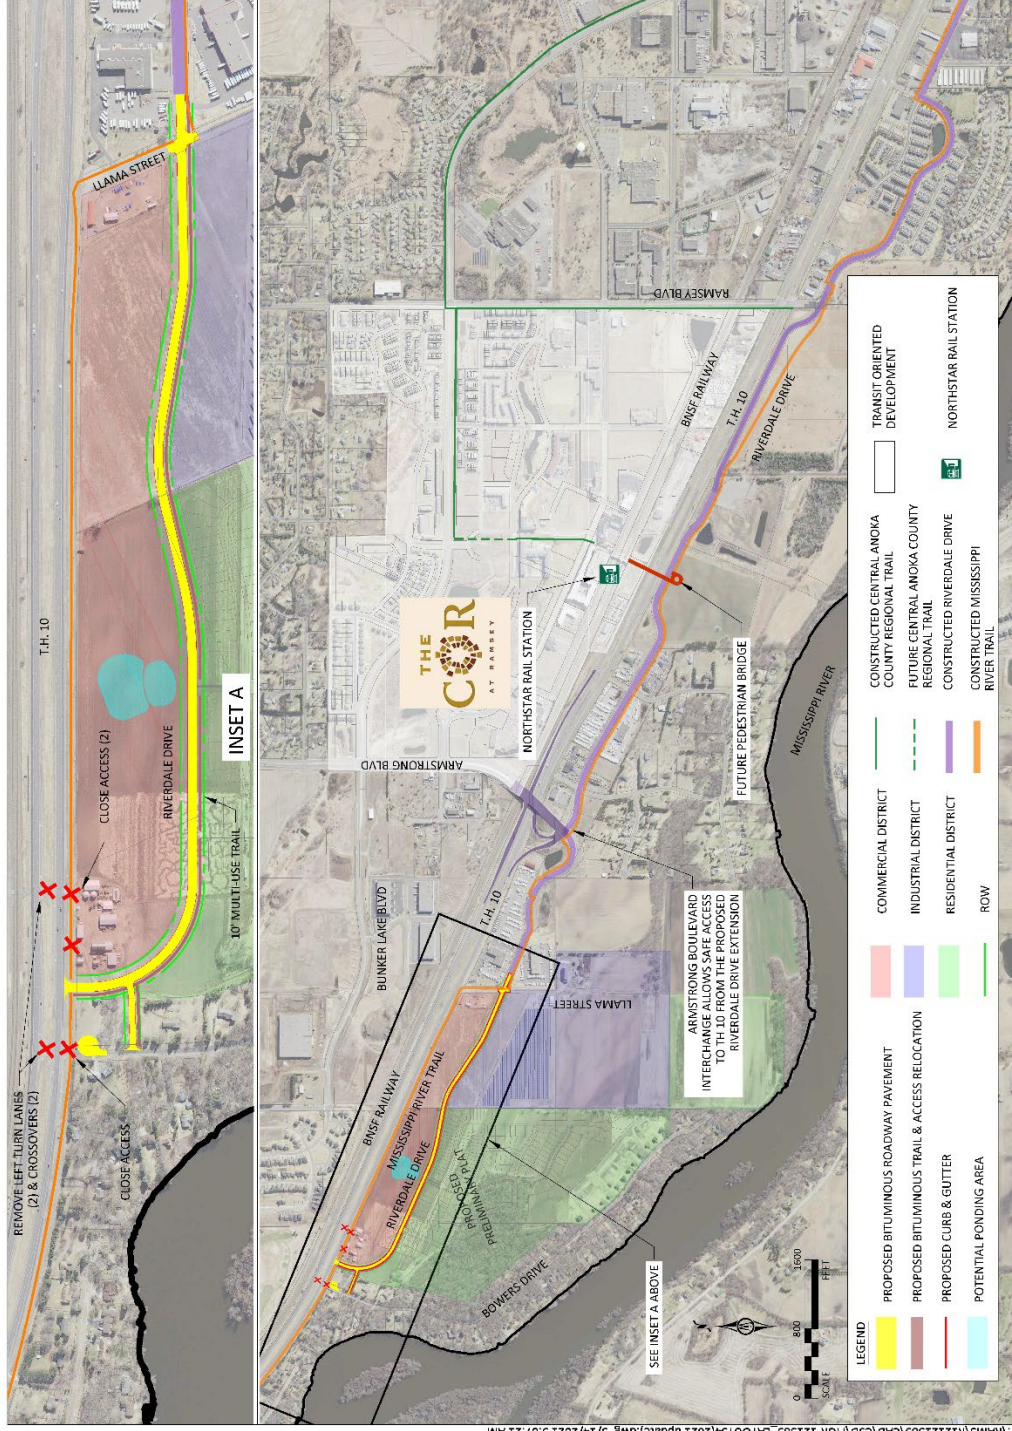 REMOVE LEFT TURN LANES
(2) & CROSSOVERS (2)
CLOSE ACCESS
CLOSE ACCESS (2)
T.H. 10
RIVERDALE DRIVE
10' MULTI-USE TRAIL
LLAMA STREET
INSET A
BUNKER LAKE BLVD
ARMSTRONG BLVD
RAMSEY BLVD
THE
COR
AT RAMSEY
NORTHSTAR RAIL STATION
BNSF RAILWAY
T.H. 10
RIVERDALE DRIVE
FUTURE PEDESTRIAN BRIDGE
MISSISSIPPI RIVER
BNSF RAILWAY
T.H. 10
MISSISSIPPI RIVER TRAIL
RIVERDALE DRIVE
PROPOSED
PRELIMINARY PLAT
LLAMA STREET
BOWERS DRIVE
ARMSTRONG BOULEVARD
INTERCHANGE ALLOWS SAFE ACCESS
TO TH 10 FROM THE PROPOSED
RIVERDALE DRIVE EXTENSION
SEE INSET A ABOVE
0 800 1600
SCALE FEET
LEGEND
PROPOSED BITUMINOUS ROADWAY PAVEMENT
PROPOSED BITUMINOUS TRAIL & ACCESS RELOCATION
PROPOSED CURB & GUTTER
POTENTIAL PONDING AREA
COMMERCIAL DISTRICT
INDUSTRIAL DISTRICT
RESIDENTIAL DISTRICT
ROW
CONSTRUCTED CENTRAL ANOKA
COUNTY REGIONAL TRAIL
FUTURE CENTRAL ANOKA COUNTY
REGIONAL TRAIL
CONSTRUCTED RIVERDALE DRIVE
CONSTRUCTED MISSISSIPPI
RIVER TRAIL
TRANSIT ORIENTED
DEVELOPMENT
NORTHSTAR RAIL STATION